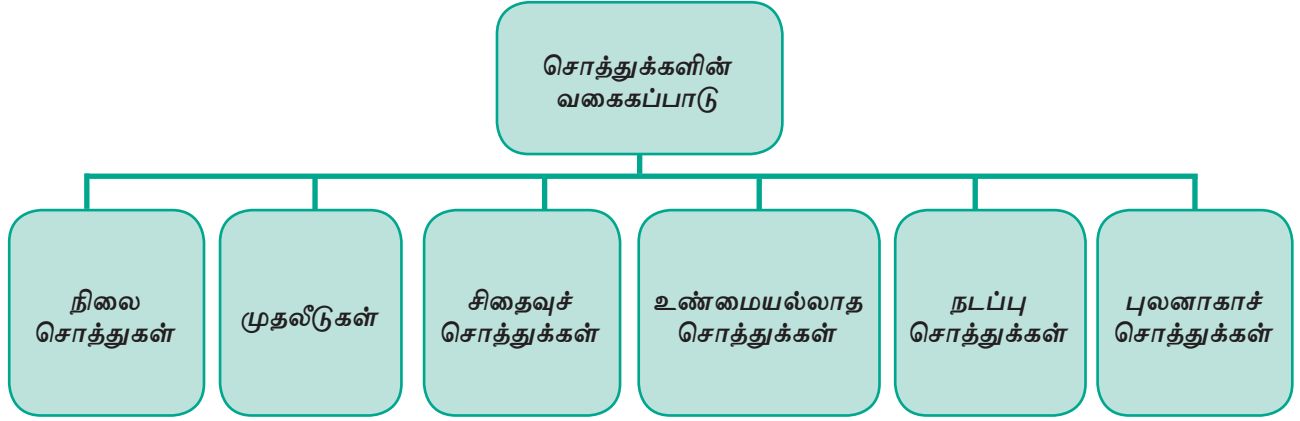 சொத்துக்களின்
வகைகப்பாடு
நிலை
சொத்துகள்
முதலீடுகள்
சிதைவுச்
சொத்துக்கள்
உண்மையல்லாத
சொத்துக்கள்
நடப்பு
சொத்துக்கள்
புலனாகாச்
சொத்துக்கள்